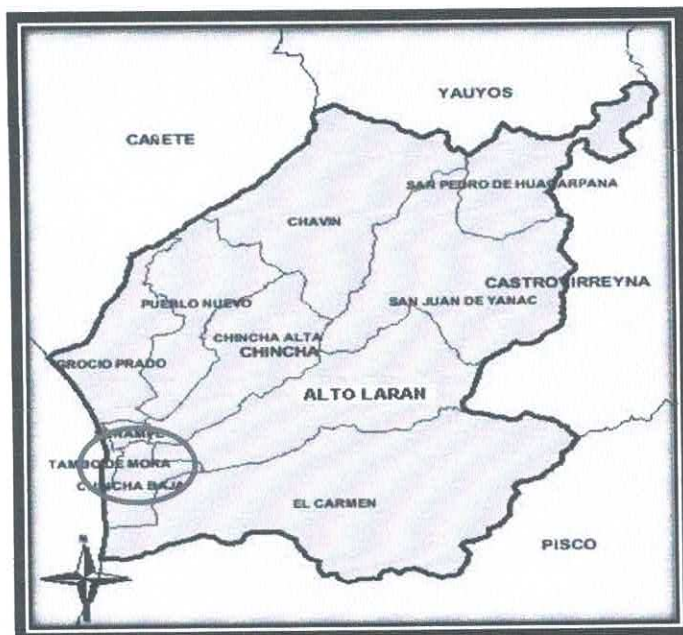 YAUYOS
CAÑETE
SAN PEDRO DE HUACARPANA
CHAVIN
CASTROVIRREYNA
PUEBLO NUEVO
SAN JUAN DE YANAC
CHINCHA ALTA
CHINCHA
GROCIO PRADO
ALTO LARAN
TAMBO DE MORA
CHINCHA BAJA
EL CARMEN
PISCO
N